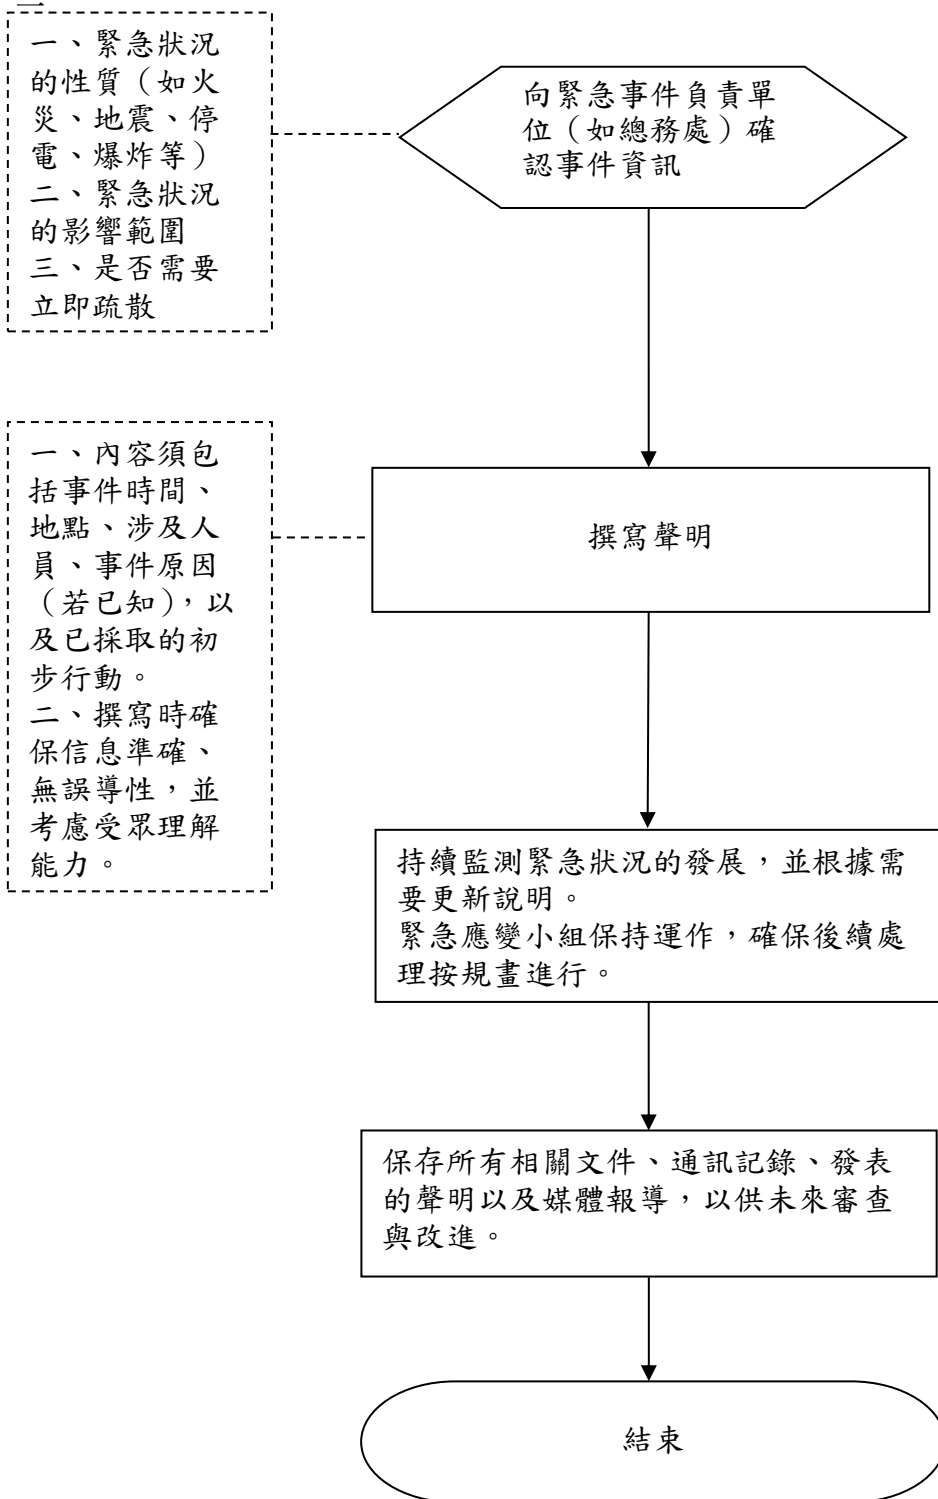 一、緊急狀況
的性質（如火
災、地震、停
電、爆炸等）
二、緊急狀況
的影響範圍
三、是否需要
立即疏散
向緊急事件負責單
位（如總務處）確
認事件資訊
一、內容須包
括事件時間、
地點、涉及人
員、事件原因
（若已知），以
及已採取的初
步行動。
二、撰寫時確
保信息準確、
無誤導性，並
考慮受眾理解
能力。
撰寫聲明
持續監測緊急狀況的發展，並根據需
要更新說明。
緊急應變小組保持運作，確保後續處
理按規畫進行。
保存所有相關文件、通訊記錄、發表
的聲明以及媒體報導，以供未來審查
與改進。
結束